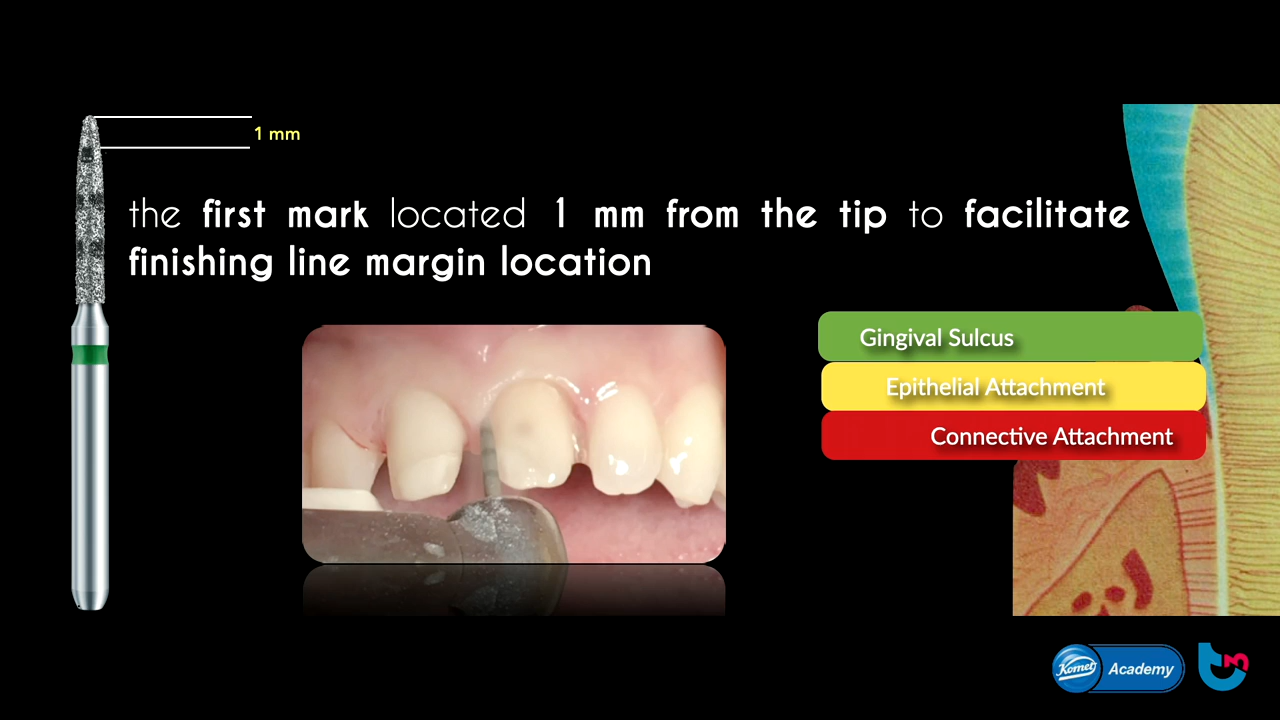 1 mm
the first mark located 1 mm from the tip to facilitate
finishing line margin location
Gingival Sulcus
Epithelial Attachment
Connective Attachment
Komet Academy
tm